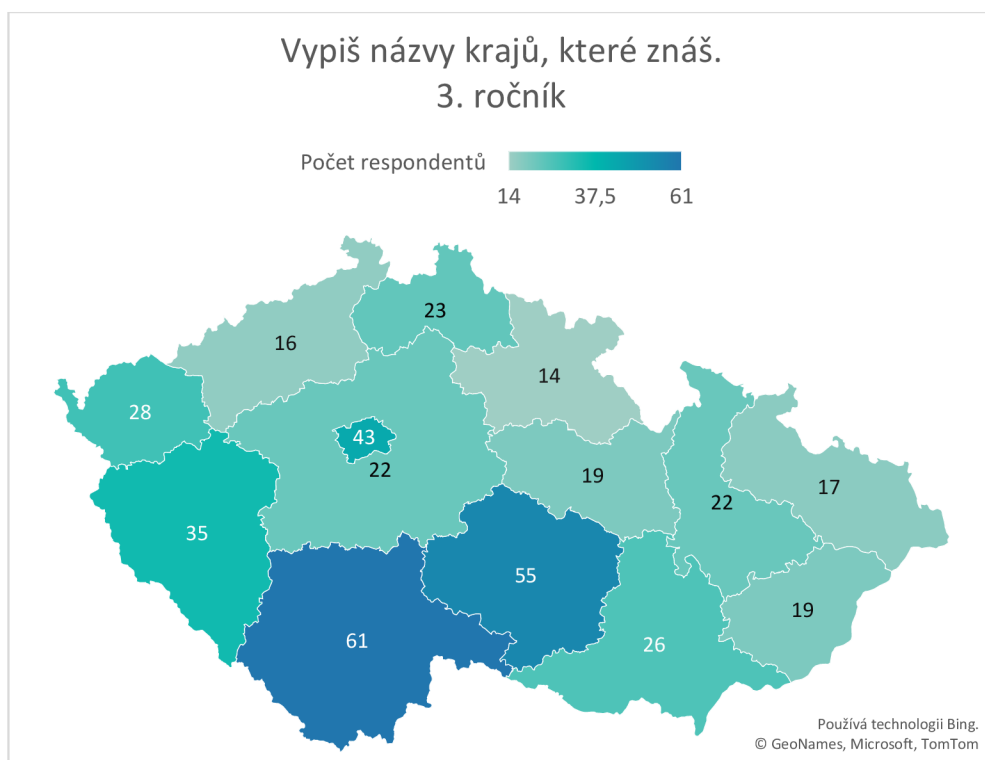 Vypiš názvy krajů, které znáš.
3. ročník
Počet respondentů
14 37,5 61
23
16
14
28
43
22
19
17
22
35
55
19
61
26
Používá technologii Bing.
© GeoNames, Microsoft, TomTom